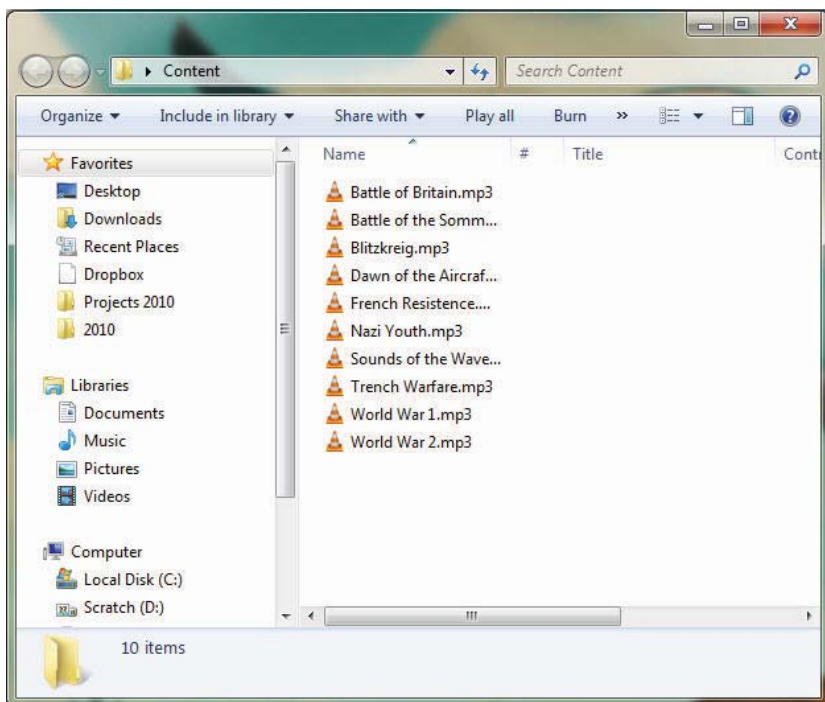 Content
Search Content
Organize Include in library Share with Play all Burn »
Name # Title Cont
Favorites
Desktop
Downloads
Recent Places
Dropbox
Projects 2010
2010
Libraries
Documents
Music
Pictures
Videos
Computer
Local Disk (C:)
Scratch (D:)
Battle of Britain.mp3
Battle of the Somm...
Blitzkreig.mp3
Dawn of the Aircraf...
French Resistence....
Nazi Youth.mp3
Sounds of the Wave...
Trench Warfare.mp3
World War 1.mp3
World War 2.mp3
10 items